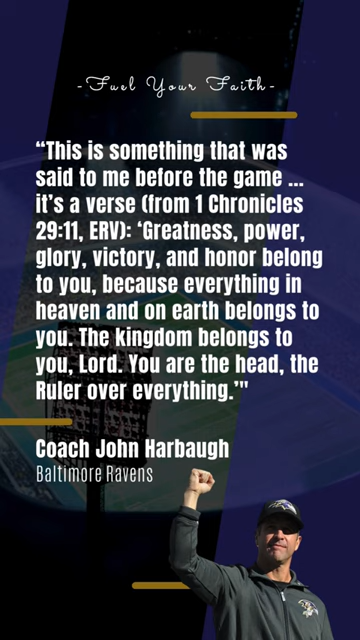 -Fuel Your Faith-
“This is something that was
said to me before the game ...
it’s a verse (from 1 Chronicles
29:11, ERV): ‘Greatness, power,
glory, victory, and honor belong
to you, because everything in
heaven and on earth belongs to
you. The kingdom belongs to
you, Lord. You are the head, the
Ruler over everything.’"
Coach John Harbaugh
Baltimore Ravens